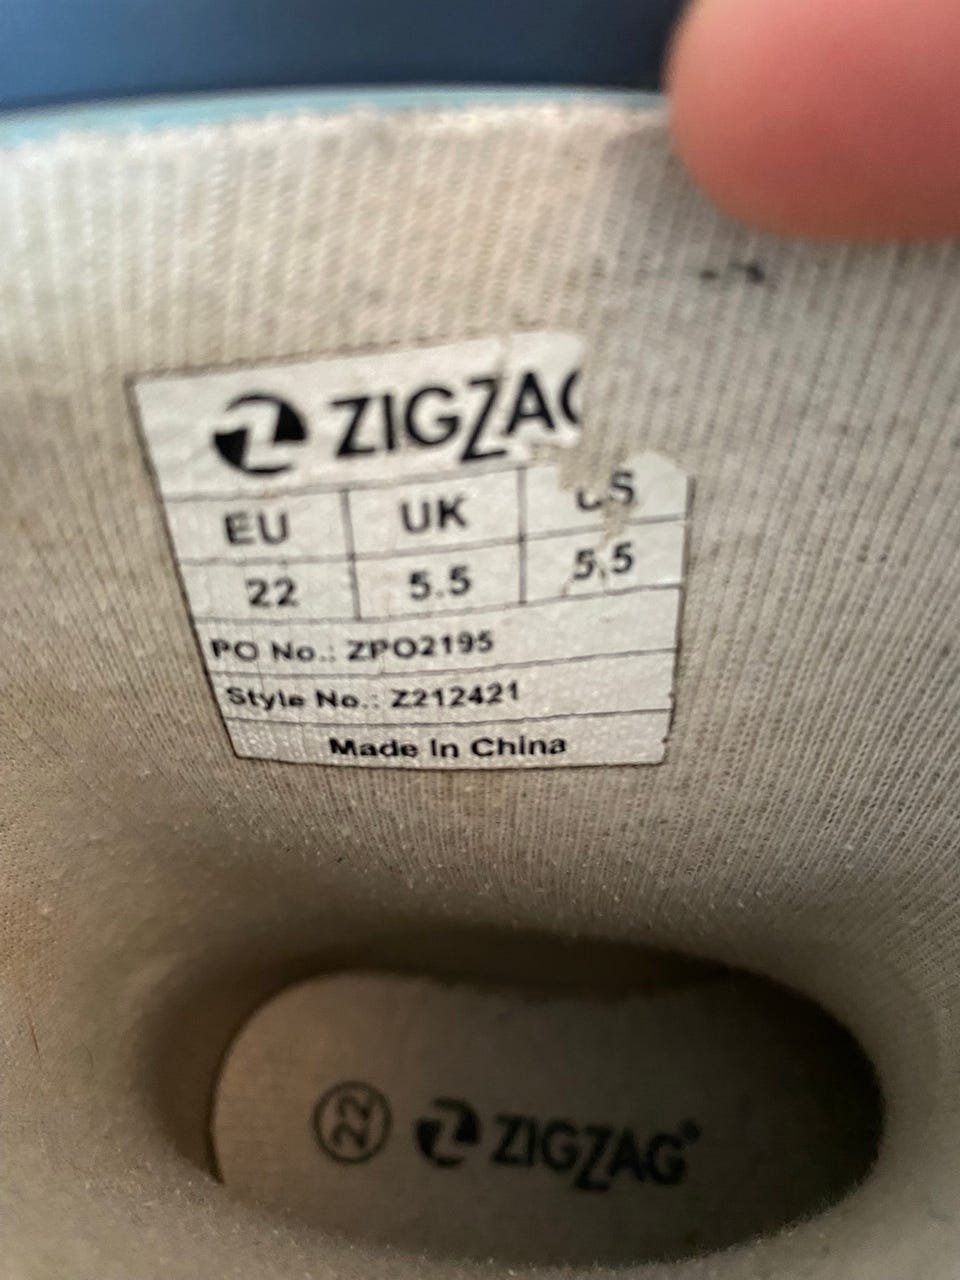 ZIGZAG
EU UK US
22 5.5 5.5
PO No.: ZPO2195
Style No.: Z212421
Made In China
22 ZIGZAG®